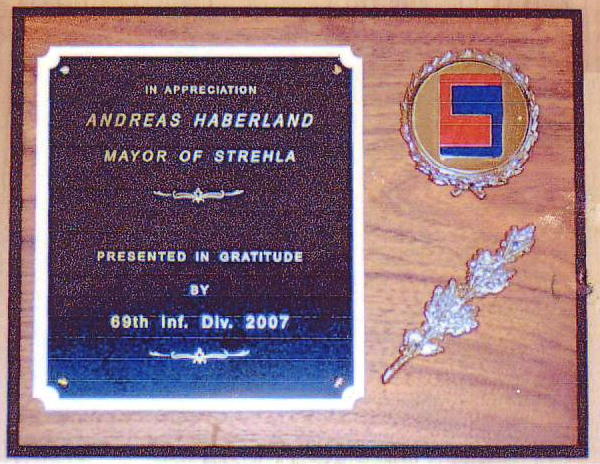 IN APPRECIATION
ANDREAS HABERLAND
MAYOR OF STREHLA
PRESENTED IN GRATITUDE
BY
69th Inf. Div. 2007